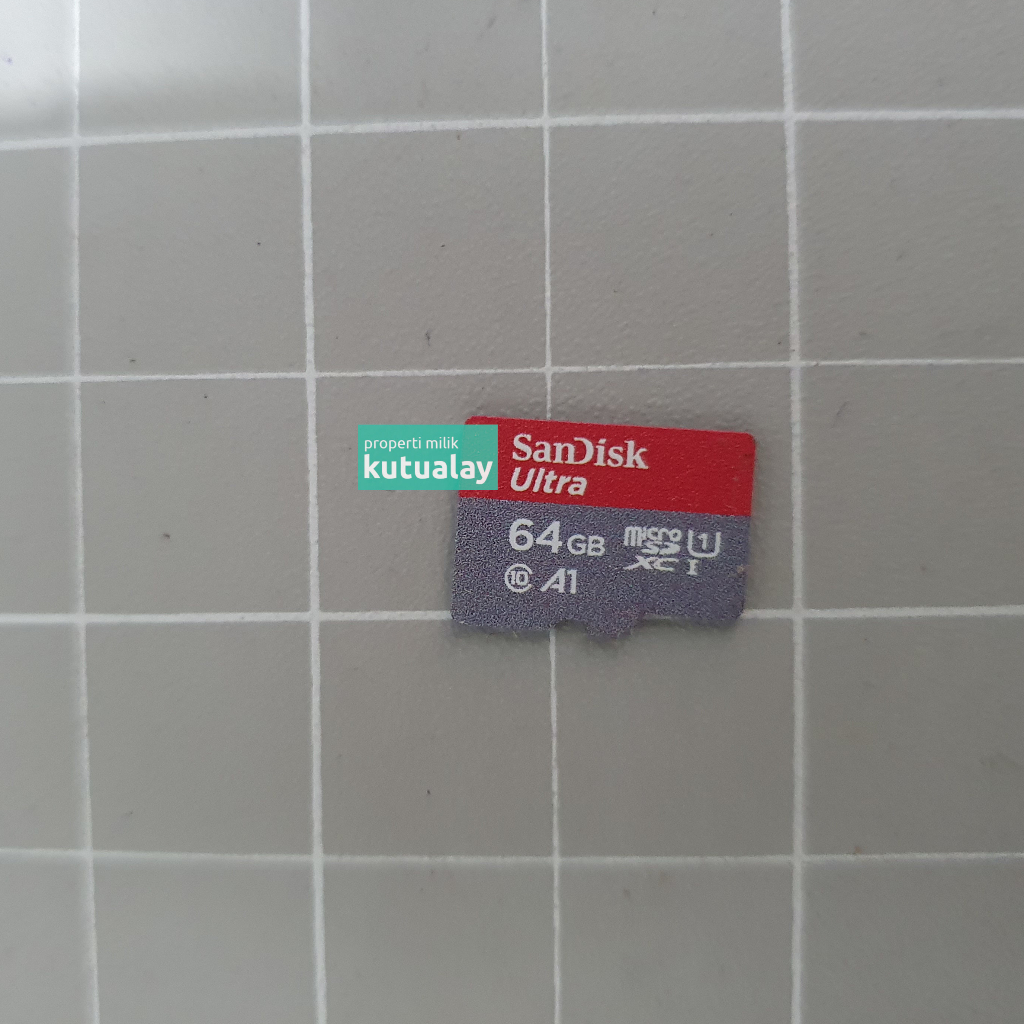 properti milik
kutualay
SanDisk
Ultra
64GB
micro
SD
XC I
U1
10 A1